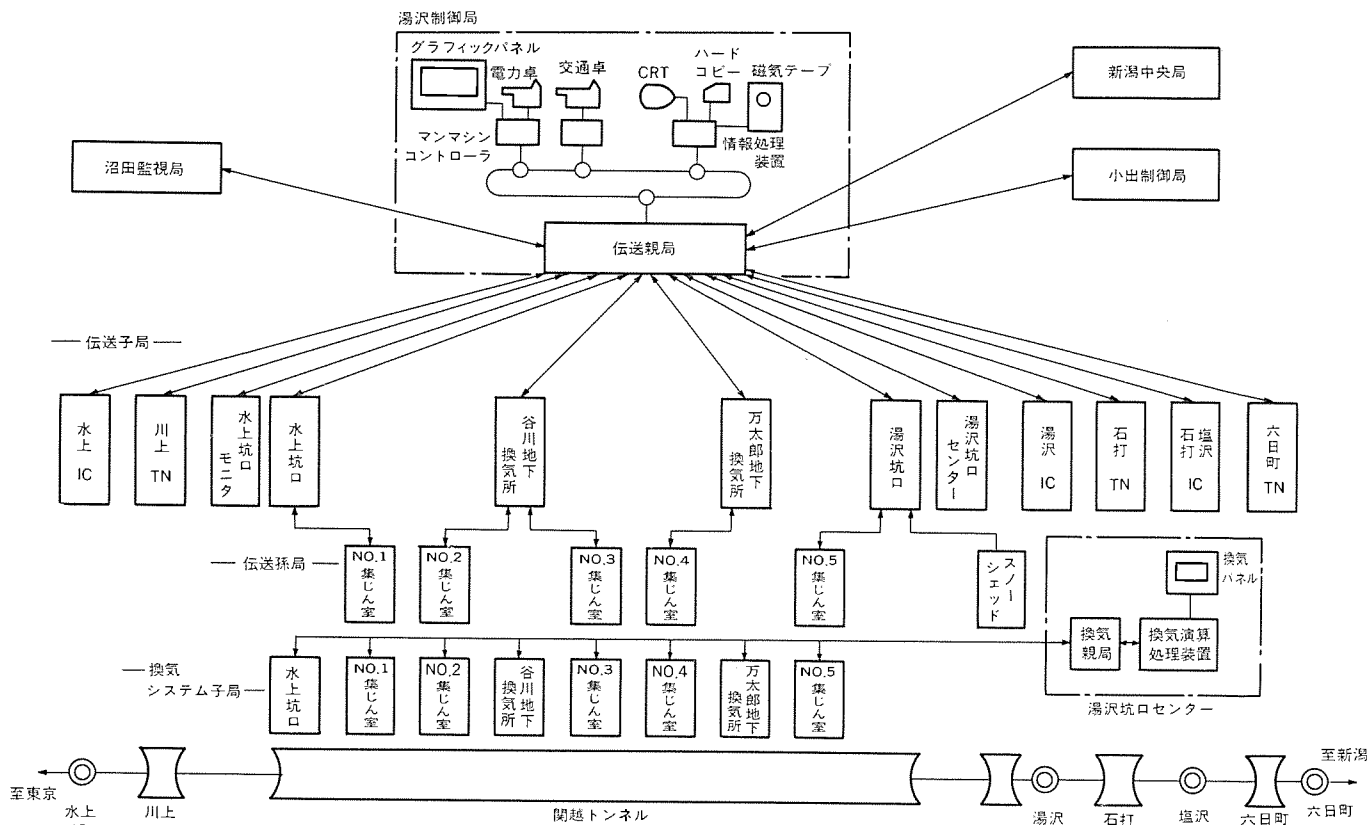 湯沢制御局
グラフィックパネル
電力卓
交通卓
CRT
ハード
コピー
磁気テープ
マンマシン
コントローラ
情報処理
装置
伝送親局
沼田監視局
新潟中央局
小出制御局
伝送子局
水上
IC
川上
TN
水上坑口
モニタ
水上坑口
谷川地下
換気所
万太郎地下
換気所
湯沢坑口
湯沢坑口
センター
湯沢
IC
石打
TN
塩沢
石打
IC
六日町
TN
伝送孫局
NO.1
集じん室
NO.2
集じん室
NO.3
集じん室
NO.4
集じん室
NO.5
集じん室
スノー
シェッド
換気
パネル
換気
親局
換気演算
処理装置
湯沢坑口センター
換気
システム子局
水上坑口
NO.1
集じん室
NO.2
集じん室
谷川地下
換気所
NO.3
集じん室
NO.4
集じん室
万太郎地下
換気所
NO.5
集じん室
至東京
水上
川上
関越トンネル
湯沢
石打
塩沢
六日町
六日町
至新潟